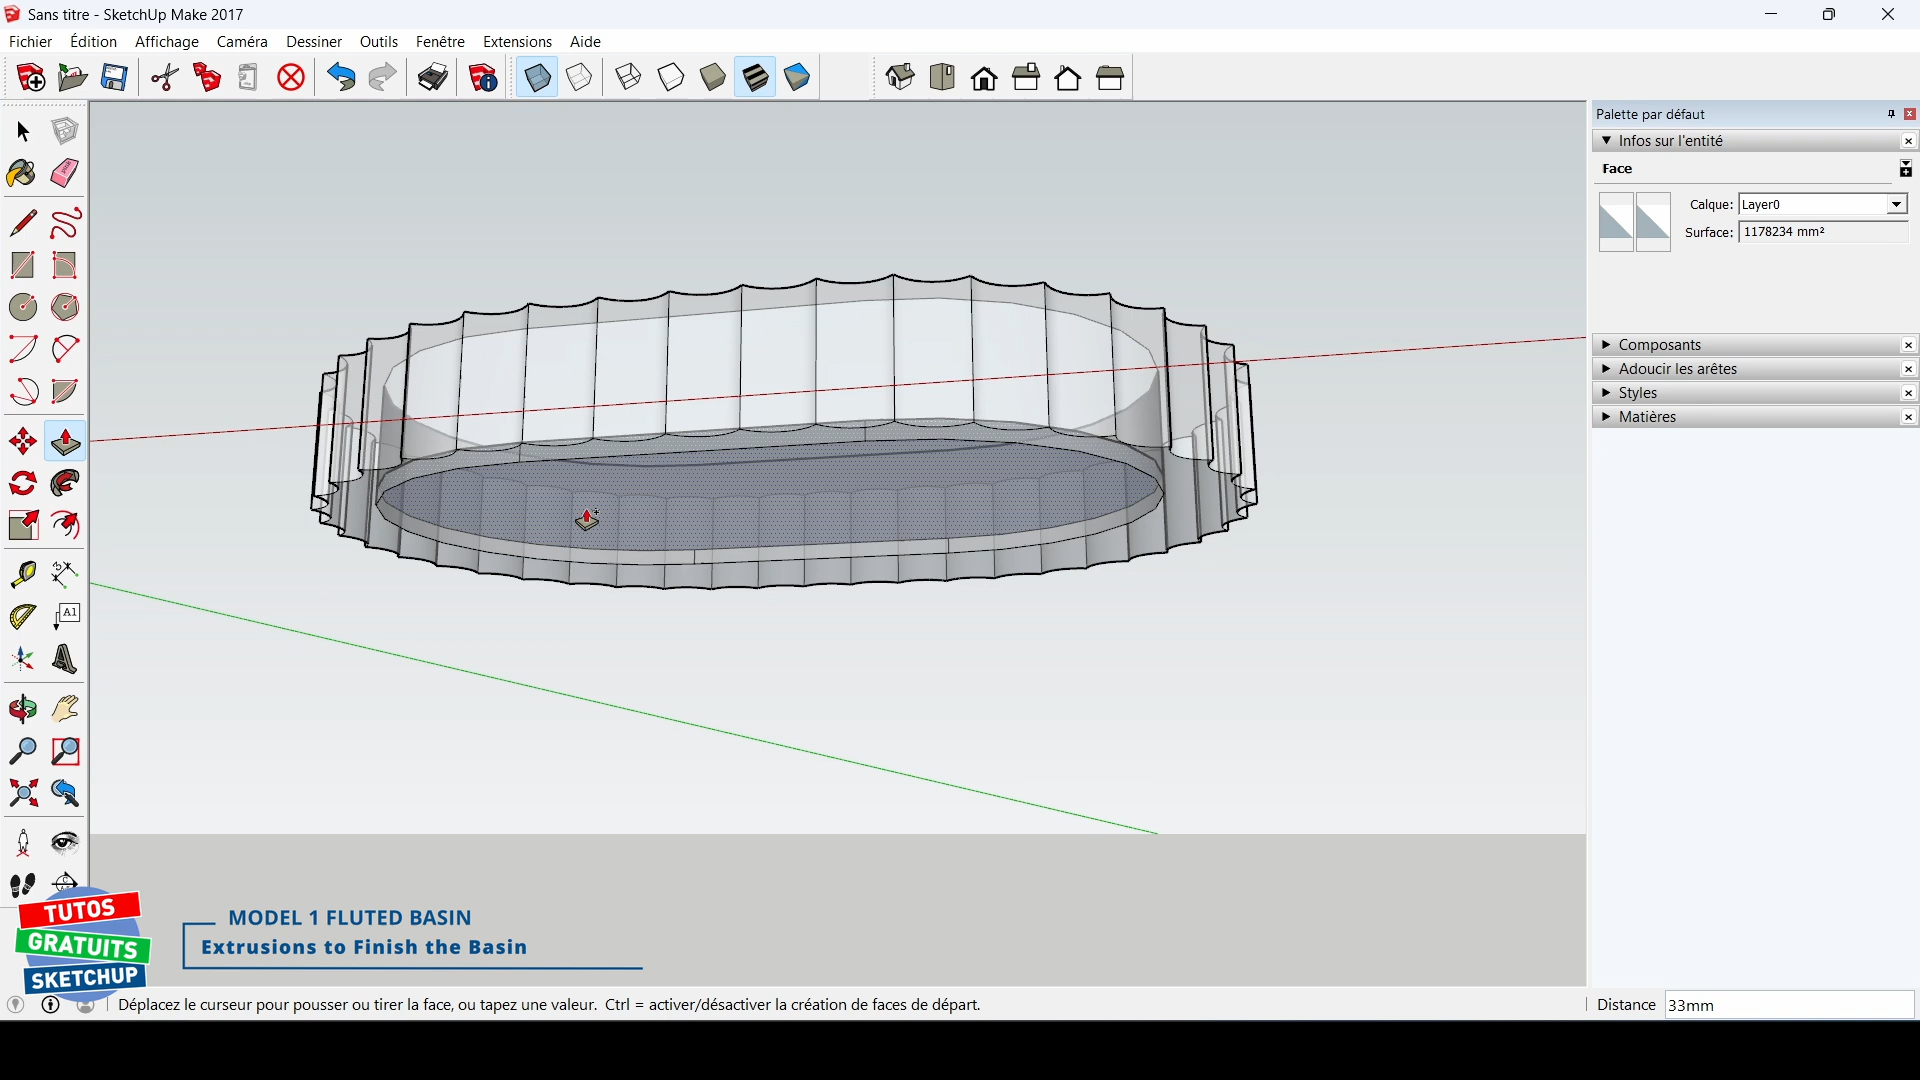 Sans titre - SketchUp Make 2017
Fichier Édition Affichage Caméra Dessiner Outils Fenêtre Extensions Aide
Palette par défaut
Infos sur l'entité
Face
Calque: Layer0
Surface: 1178234 mm²
Composants
Adoucir les arêtes
Styles
Matières
A1
MODEL 1 FLUTED BASIN
Extrusions to Finish the Basin
TUTOS
GRATUITS
SKETCHUP
Déplacez le curseur pour pousser ou tirer la face, ou tapez une valeur. Ctrl = activer/désactiver la création de faces de départ.
Distance 33mm